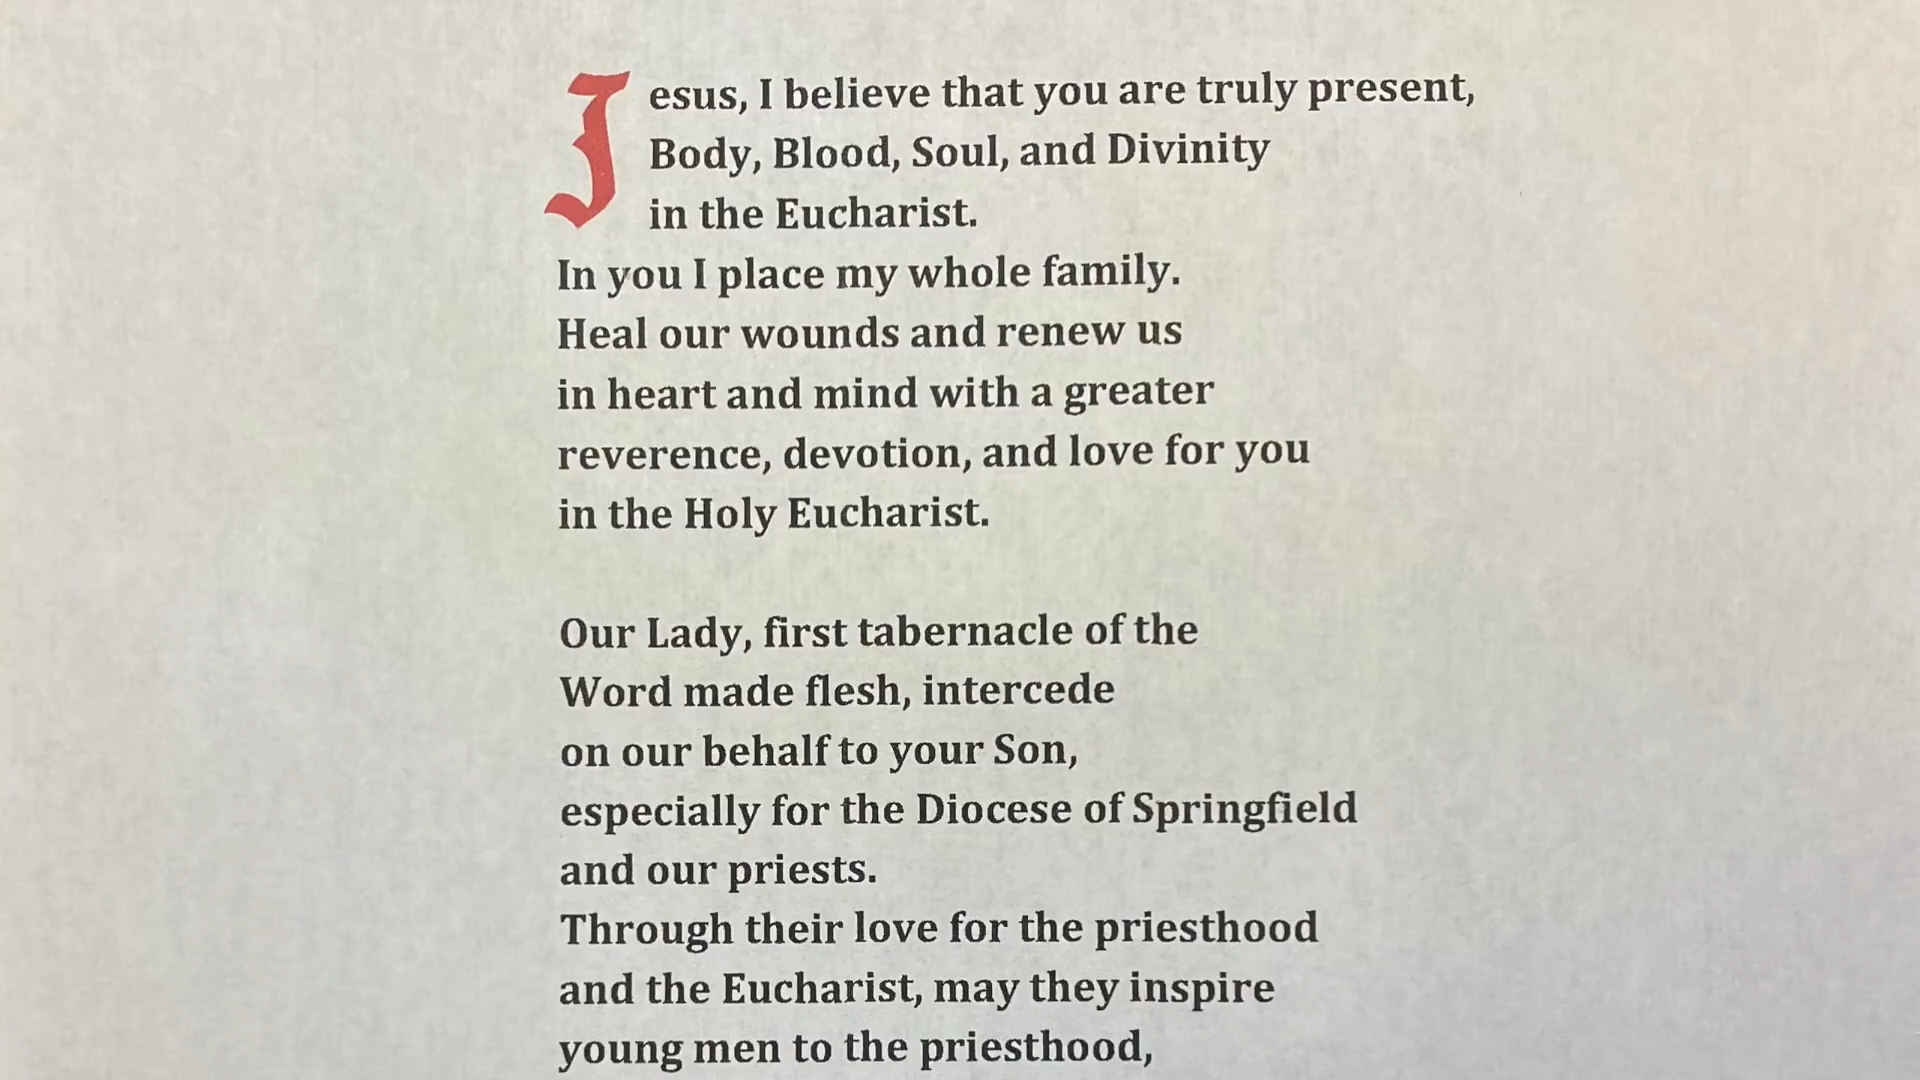 Jesus, I believe that you are truly present,
Body, Blood, Soul, and Divinity
in the Eucharist.
In you I place my whole family.
Heal our wounds and renew us
in heart and mind with a greater
reverence, devotion, and love for you
in the Holy Eucharist.
Our Lady, first tabernacle of the
Word made flesh, intercede
on our behalf to your Son,
especially for the Diocese of Springfield
and our priests.
Through their love for the priesthood
and the Eucharist, may they inspire
young men to the priesthood,